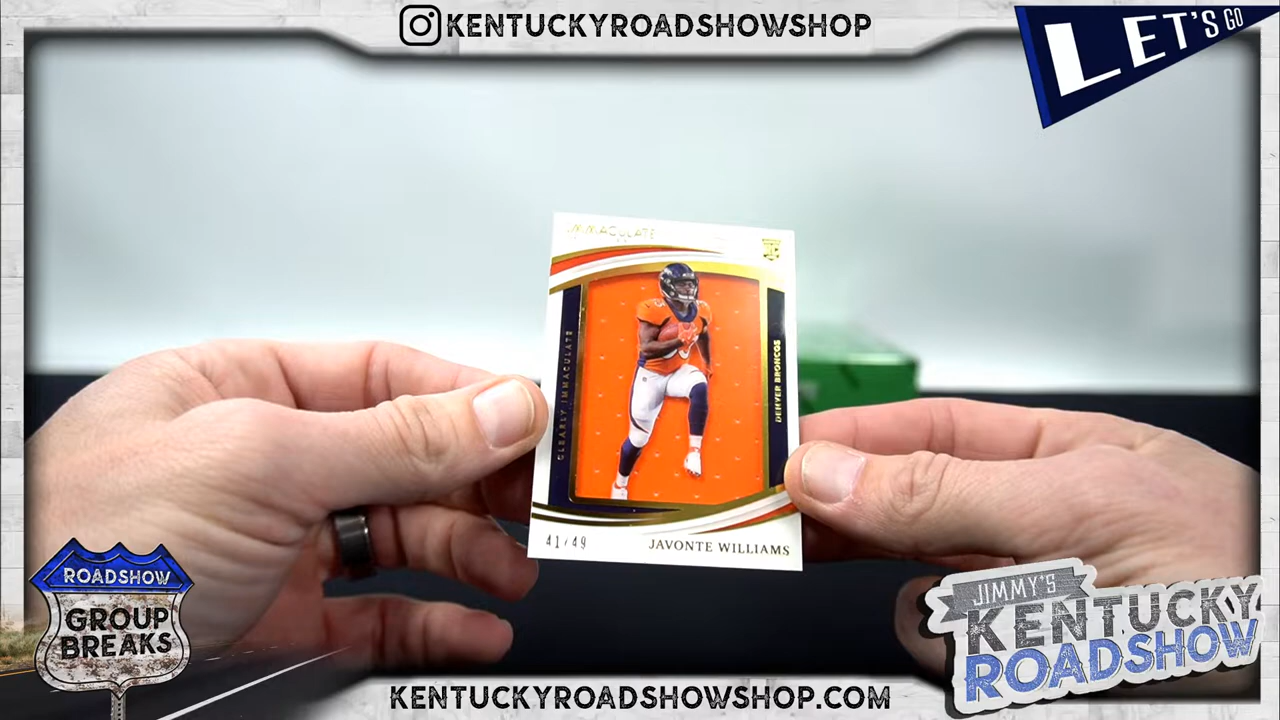 KENTUCKYROADSHOWSHOP
LET'S GO
IMMACULATE
RC
CLEARLY IMMACULATE
DENVER BRONCOS
41/49
JAVONTE WILLIAMS
ROADSHOW
GROUP
BREAKS
JIMMY'S
KENTUCKY
ROADSHOW
KENTUCKYROADSHOWSHOP.COM